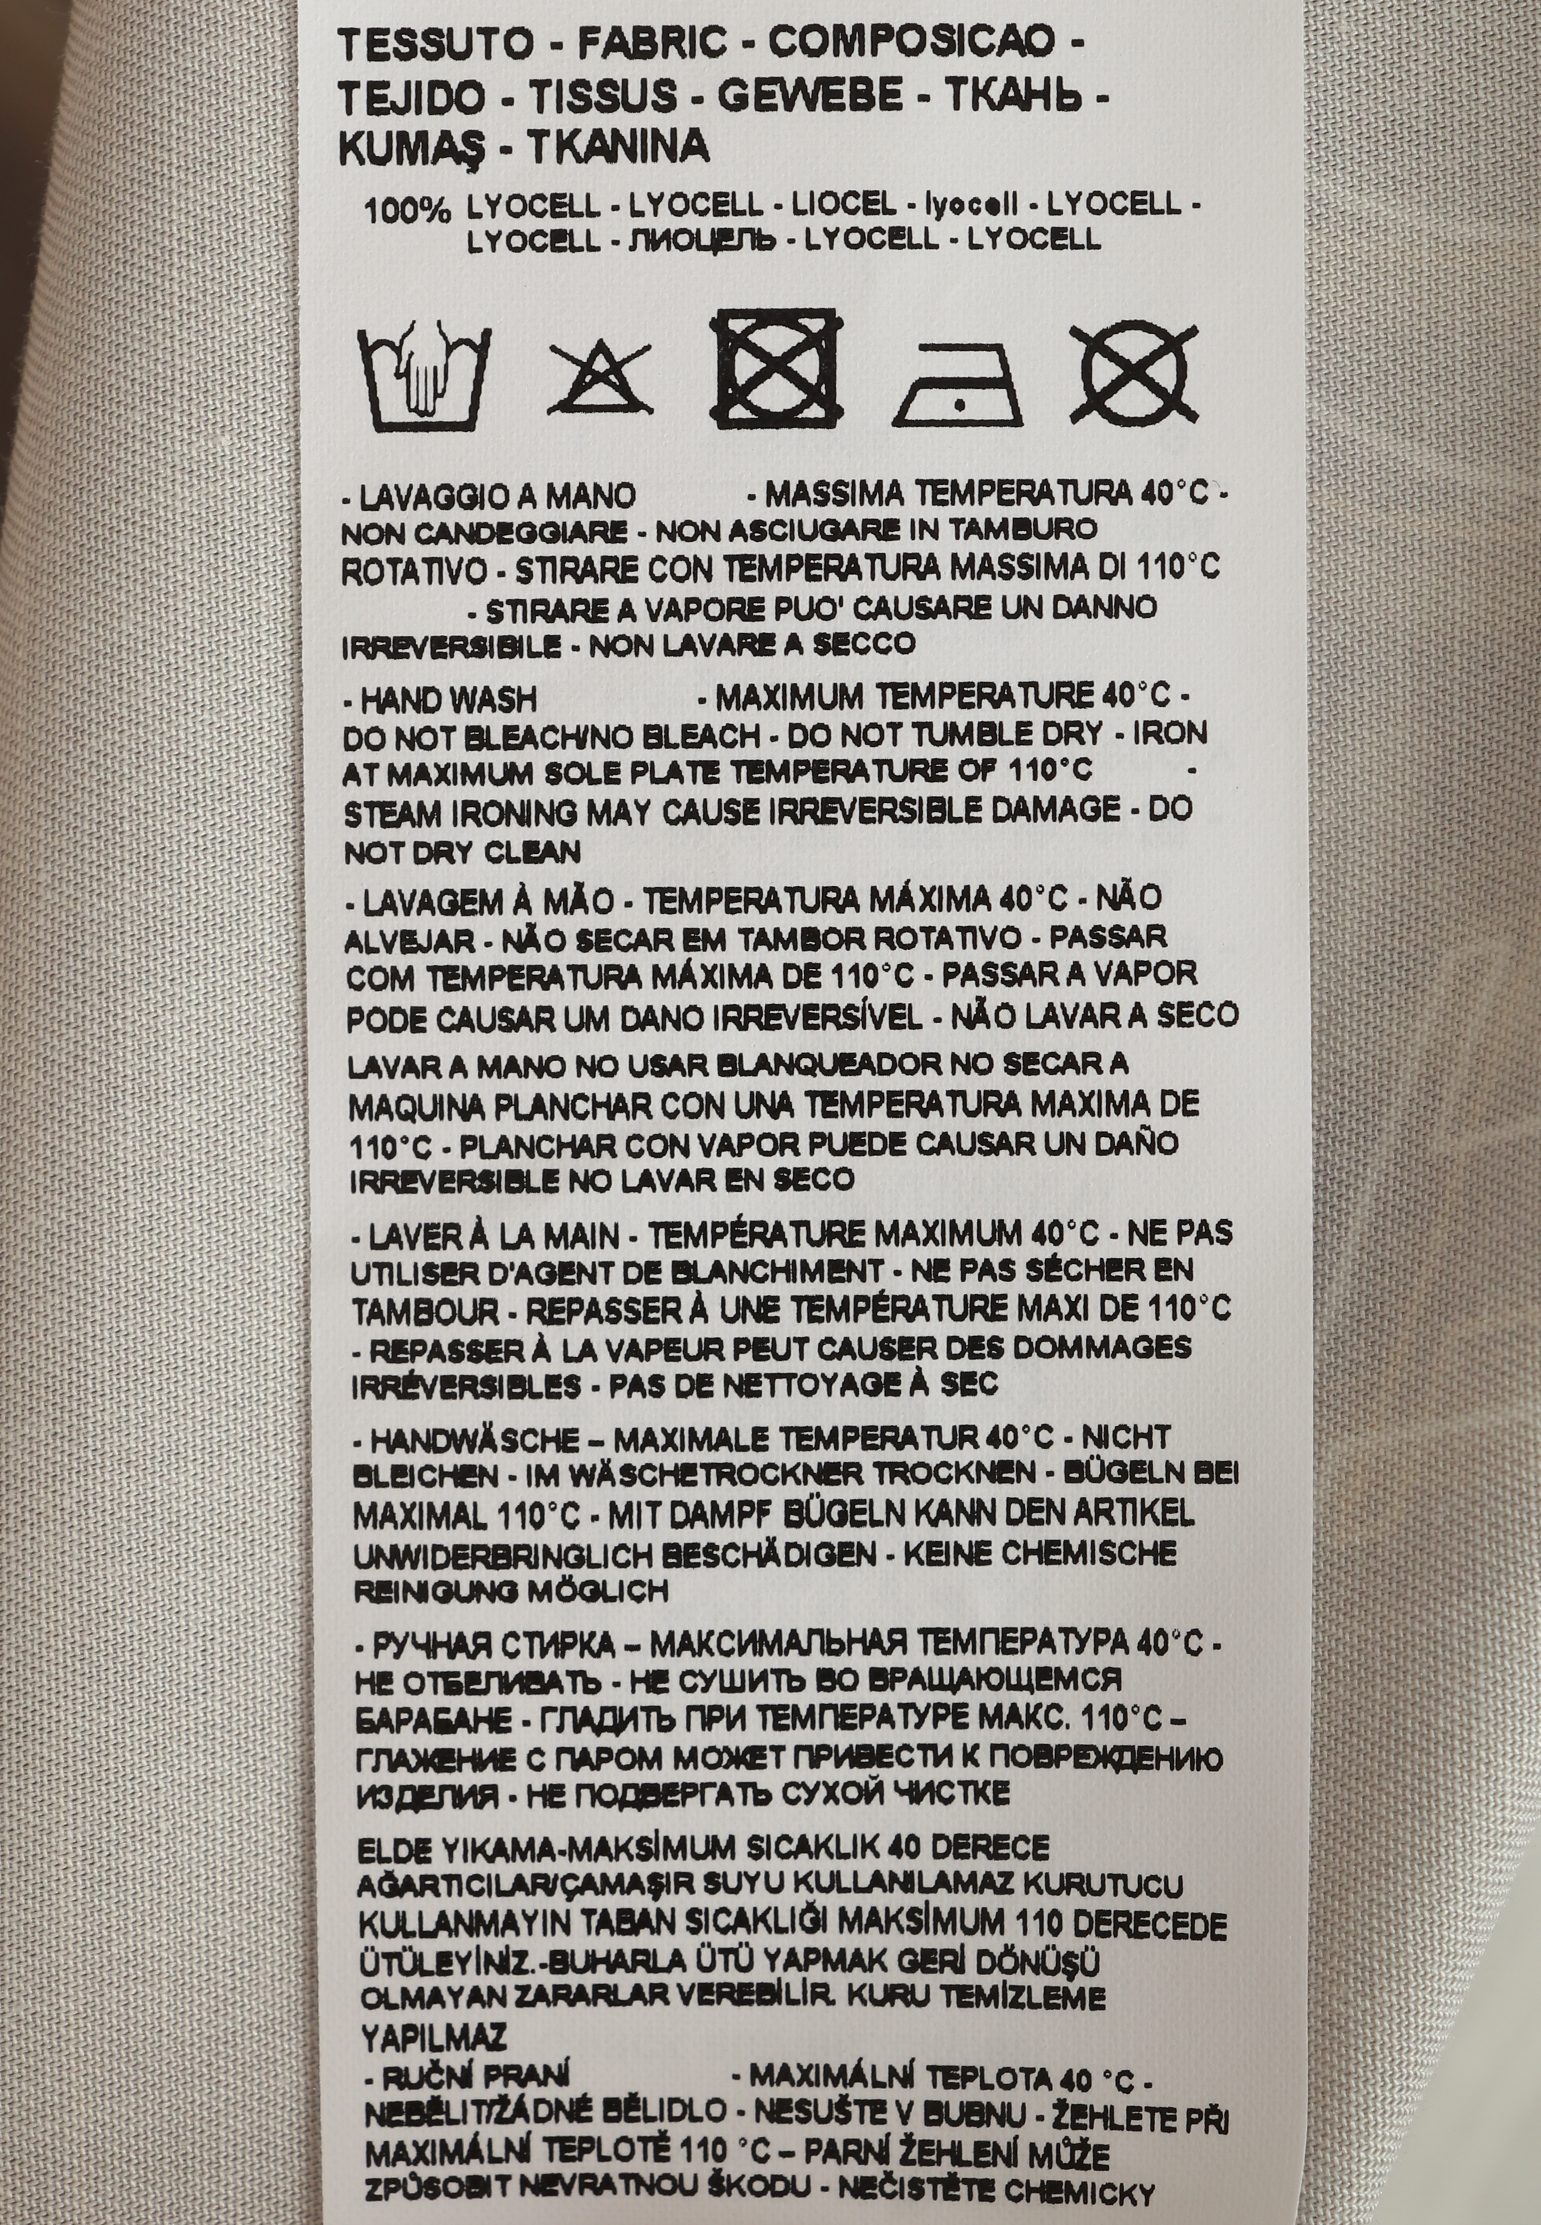 TESSUTO - FABRIC - COMPOSICAO -
TEJIDO - TISSUS - GEWEBE - ТКАНЬ -
KUMAŞ - TKANINA
100% LYOCELL - LYOCELL - LIOCEL - lyocell - LYOCELL -
LYOCELL - ЛИОЦЕЛЬ - LYOCELL - LYOCELL
- LAVAGGIO A MANO - MASSIMA TEMPERATURA 40°C -
NON CANDEGGIARE - NON ASCIUGARE IN TAMBURO
ROTATIVO - STIRARE CON TEMPERATURA MASSIMA DI 110°C
- STIRARE A VAPORE PUO' CAUSARE UN DANNO
IRREVERSIBILE - NON LAVARE A SECCO
- HAND WASH - MAXIMUM TEMPERATURE 40°C -
DO NOT BLEACH/NO BLEACH - DO NOT TUMBLE DRY - IRON
AT MAXIMUM SOLE PLATE TEMPERATURE OF 110°C -
STEAM IRONING MAY CAUSE IRREVERSIBLE DAMAGE - DO
NOT DRY CLEAN
- LAVAGEM À MÃO - TEMPERATURA MÁXIMA 40°C - NÃO
ALVEJAR - NÃO SECAR EM TAMBOR ROTATIVO - PASSAR
COM TEMPERATURA MÁXIMA DE 110°C - PASSAR A VAPOR
PODE CAUSAR UM DANO IRREVERSÍVEL - NÃO LAVAR A SECO
LAVAR A MANO NO USAR BLANQUEADOR NO SECAR A
MAQUINA PLANCHAR CON UNA TEMPERATURA MAXIMA DE
110°C - PLANCHAR CON VAPOR PUEDE CAUSAR UN DAÑO
IRREVERSIBLE NO LAVAR EN SECO
- LAVER À LA MAIN - TEMPÉRATURE MAXIMUM 40°C - NE PAS
UTILISER D'AGENT DE BLANCHIMENT - NE PAS SÉCHER EN
TAMBOUR - REPASSER À UNE TEMPÉRATURE MAXI DE 110°C
- REPASSER À LA VAPEUR PEUT CAUSER DES DOMMAGES
IRRÉVERSIBLES - PAS DE NETTOYAGE À SEC
- HANDWÄSCHE – MAXIMALE TEMPERATUR 40°C - NICHT
BLEICHEN - IM WÄSCHETROCKNER TROCKNEN - BÜGELN BEI
MAXIMAL 110°C - MIT DAMPF BÜGELN KANN DEN ARTIKEL
UNWIDERBRINGLICH BESCHÄDIGEN - KEINE CHEMISCHE
REINIGUNG MÖGLICH
- РУЧНАЯ СТИРКА – МАКСИМАЛЬНАЯ ТЕМПЕРАТУРА 40°C -
НЕ ОТБЕЛИВАТЬ - НЕ СУШИТЬ ВО ВРАЩАЮЩЕМСЯ
БАРАБАНЕ - ГЛАДИТЬ ПРИ ТЕМПЕРАТУРЕ МАКС. 110°C –
ГЛАЖЕНИЕ С ПАРОМ МОЖЕТ ПРИВЕСТИ К ПОВРЕЖДЕНИЮ
ИЗДЕЛИЯ - НЕ ПОДВЕРГАТЬ СУХОЙ ЧИСТКЕ
ELDE YIKAMA-MAKSİMUM SICAKLIK 40 DERECE
AĞARTICILAR/ÇAMAŞIR SUYU KULLANILAMAZ KURUTUCU
KULLANMAYIN TABAN SICAKLIĞI MAKSİMUM 110 DERECEDE
ÜTÜLEYİNİZ.-BUHARLA ÜTÜ YAPMAK GERİ DÖNÜŞÜ
OLMAYAN ZARARLAR VEREBİLİR. KURU TEMİZLEME
YAPILMAZ
- RUČNÍ PRANÍ - MAXIMÁLNÍ TEPLOTA 40 °C -
NEBĚLIT/ŽÁDNÉ BĚLIDLO - NESUŠTE V BUBNU - ŽEHLETE PŘI
MAXIMÁLNÍ TEPLOTĚ 110 °C – PARNÍ ŽEHLENÍ MŮŽE
ZPŮSOBIT NEVRATNOU ŠKODU - NEČISTĚTE CHEMICKY